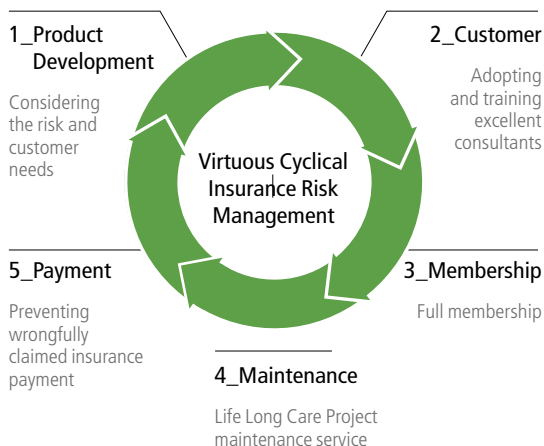 1_Product
Development
Considering
the risk and
customer
needs
2_Customer
Adopting
and training
excellent
consultants
Virtuous Cyclical
Insurance Risk
Management
3_Membership
Full membership
4_Maintenance
Life Long Care Project
maintenance service
5_Payment
Preventing
wrongfully
claimed insurance
payment